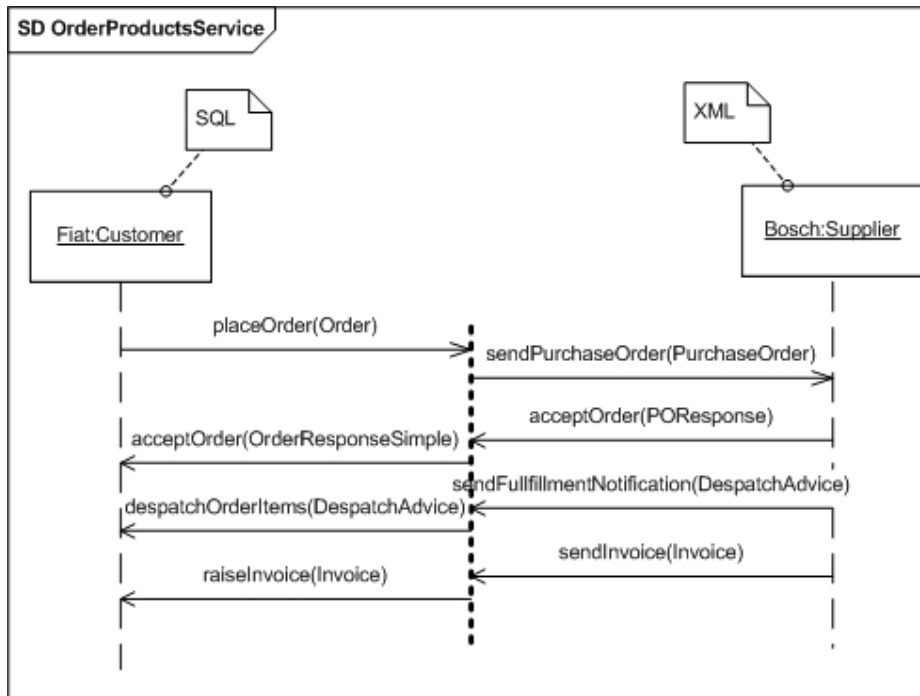 SD OrderProductsService
SQL
XML
Fiat:Customer
Bosch:Supplier
placeOrder(Order)
sendPurchaseOrder(PurchaseOrder)
acceptOrder(POResponse)
acceptOrder(OrderResponseSimple)
sendFullfillmentNotification(DespatchAdvice)
despatchOrderItems(DespatchAdvice)
sendInvoice(Invoice)
raiseInvoice(Invoice)